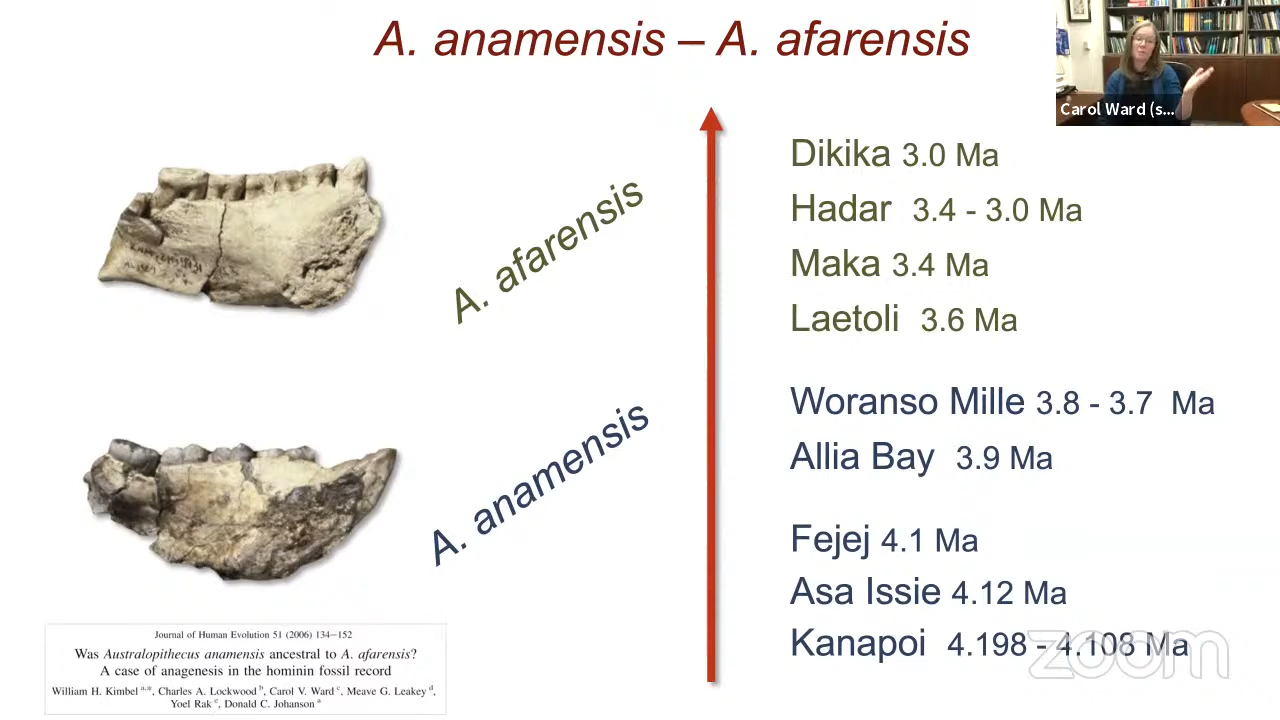 A. anamensis – A. afarensis
Carol Ward (s...
A. afarensis
A. anamensis
Dikika 3.0 Ma
Hadar 3.4 - 3.0 Ma
Maka 3.4 Ma
Laetoli 3.6 Ma
Woranso Mille 3.8 - 3.7 Ma
Allia Bay 3.9 Ma
Fejej 4.1 Ma
Asa Issie 4.12 Ma
Kanapoi 4.198 - 4.108 Ma
zoom
Journal of Human Evolution 51 (2006) 134–152
Was Australopithecus anamensis ancestral to A. afarensis?
A case of anagenesis in the hominin fossil record
William H. Kimbel a,*, Charles A. Lockwood b, Carol V. Ward c, Meave G. Leakey d,
Yoel Rak e, Donald C. Johanson a